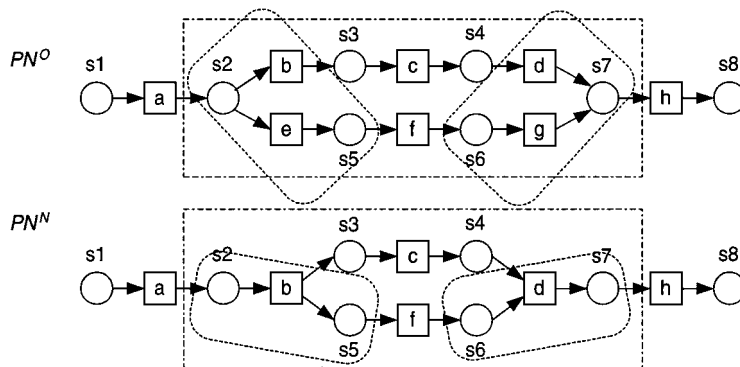 PN^O
s1 s2 s3 s4 s7 s8
b c d
a h
e f g
s5 s6
PN^N
s3 s4
s1 s2 c s7 s8
a b d h
f
s5 s6